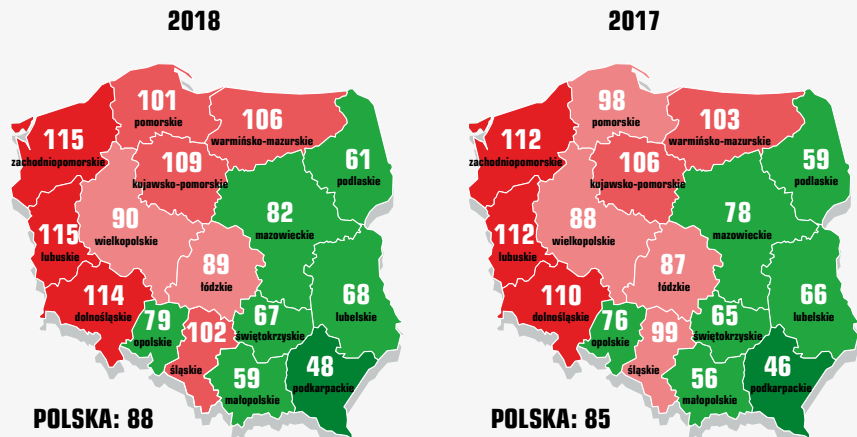 2018
101
pomorskie
106
warmińsko-mazurskie
115
zachodniopomorskie
109
kujawsko-pomorskie
61
podlaskie
90
wielkopolskie
82
mazowieckie
115
lubuskie
89
łódzkie
114
dolnośląskie
68
lubelskie
79
opolskie
102
śląskie
67
świętokrzyskie
59
małopolskie
48
podkarpackie
POLSKA: 88
2017
98
pomorskie
103
warmińsko-mazurskie
112
zachodniopomorskie
106
kujawsko-pomorskie
59
podlaskie
88
wielkopolskie
78
mazowieckie
112
lubuskie
87
łódzkie
110
dolnośląskie
66
lubelskie
76
opolskie
99
śląskie
65
świętokrzyskie
56
małopolskie
46
podkarpackie
POLSKA: 85